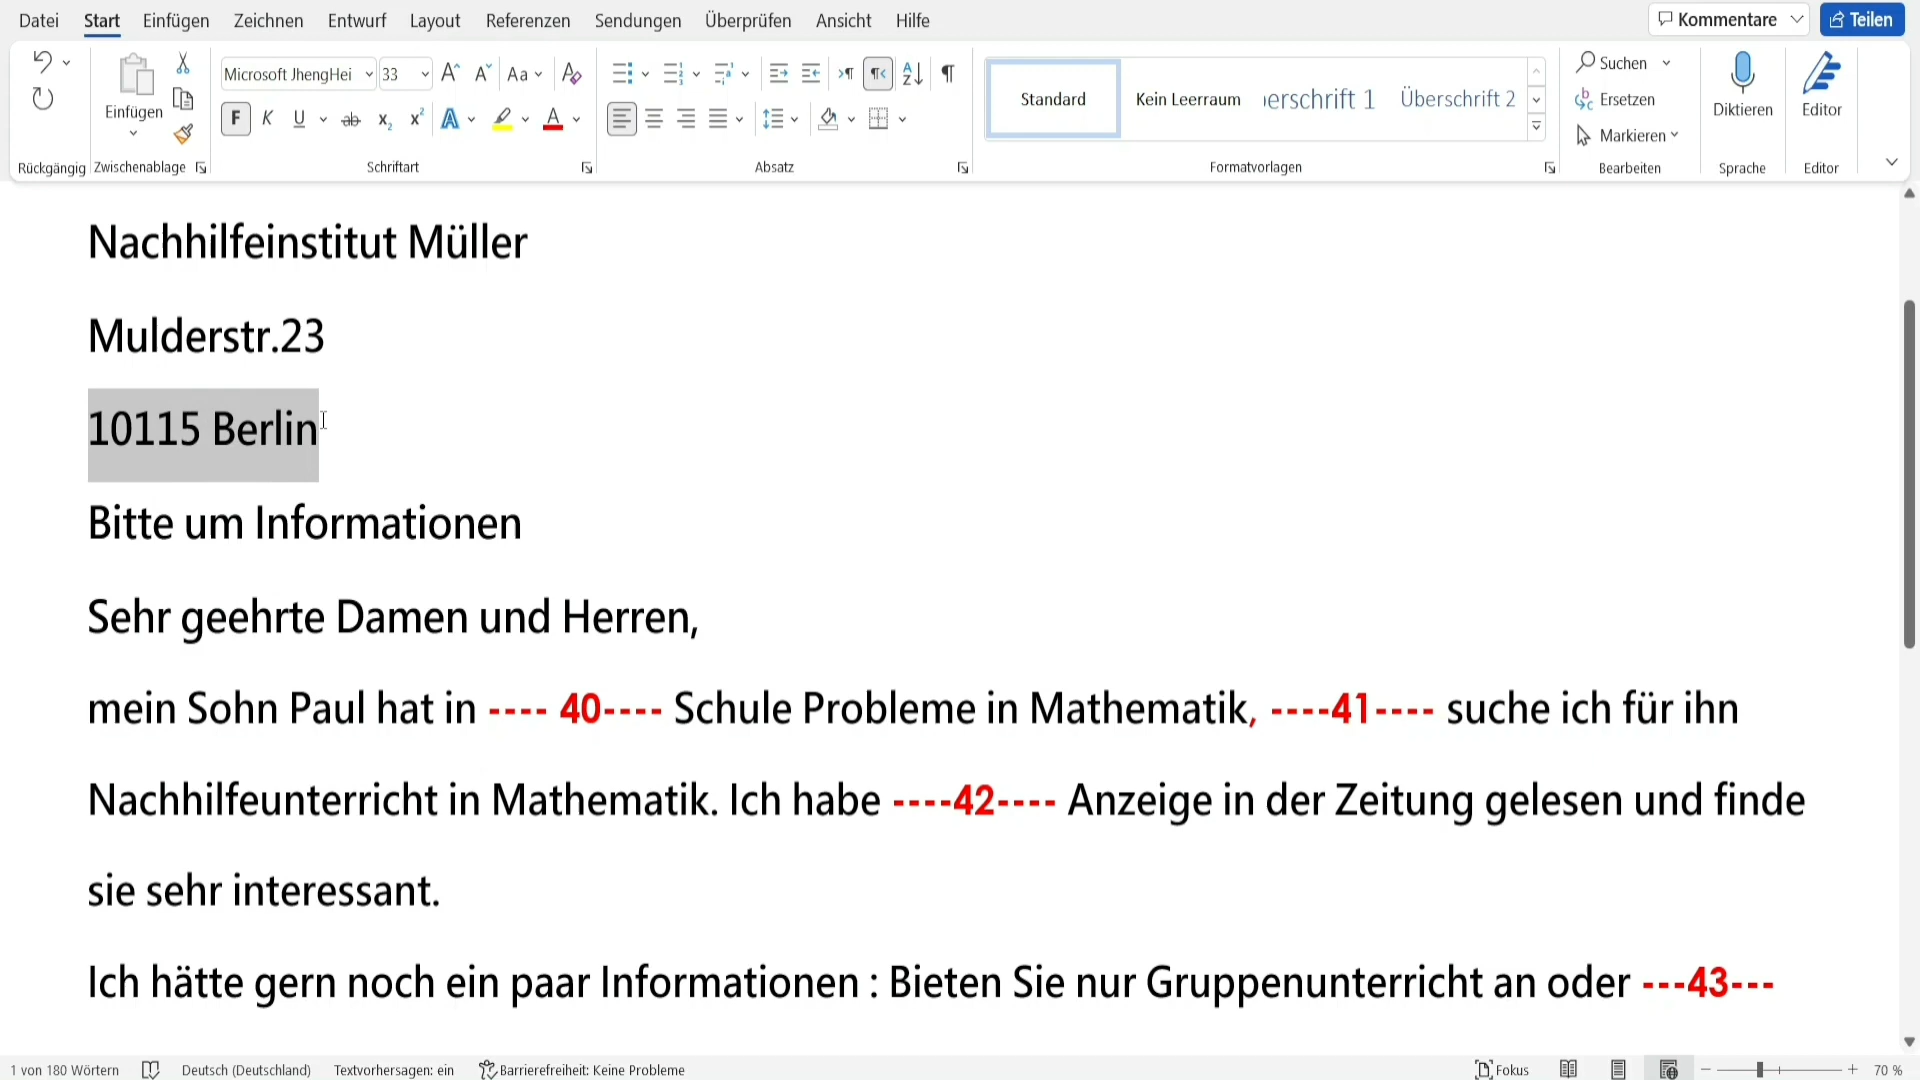 Datei Start Einfügen Zeichnen Entwurf Layout Referenzen Sendungen Überprüfen Ansicht Hilfe Kommentare Teilen
Microsoft JhengHei 33 Aa Standard Kein Leerraum erschrift 1 Überschrift 2 Suchen
Einfügen Ersetzen Diktieren Editor
F K U ab Markieren
Rückgängig Zwischenablage Schriftart Absatz Formatvorlagen Bearbeiten Sprache Editor
Nachhilfeinstitut Müller
Mulderstr.23
10115 Berlin
Bitte um Informationen
Sehr geehrte Damen und Herren,
mein Sohn Paul hat in ---- 40---- Schule Probleme in Mathematik, ----41---- suche ich für ihn
Nachhilfeunterricht in Mathematik. Ich habe ----42---- Anzeige in der Zeitung gelesen und finde
sie sehr interessant.
Ich hätte gern noch ein paar Informationen : Bieten Sie nur Gruppenunterricht an oder ---43---
1 von 180 Wörtern Deutsch (Deutschland) Textvorhersagen: ein Barrierefreiheit: Keine Probleme Fokus 70 %